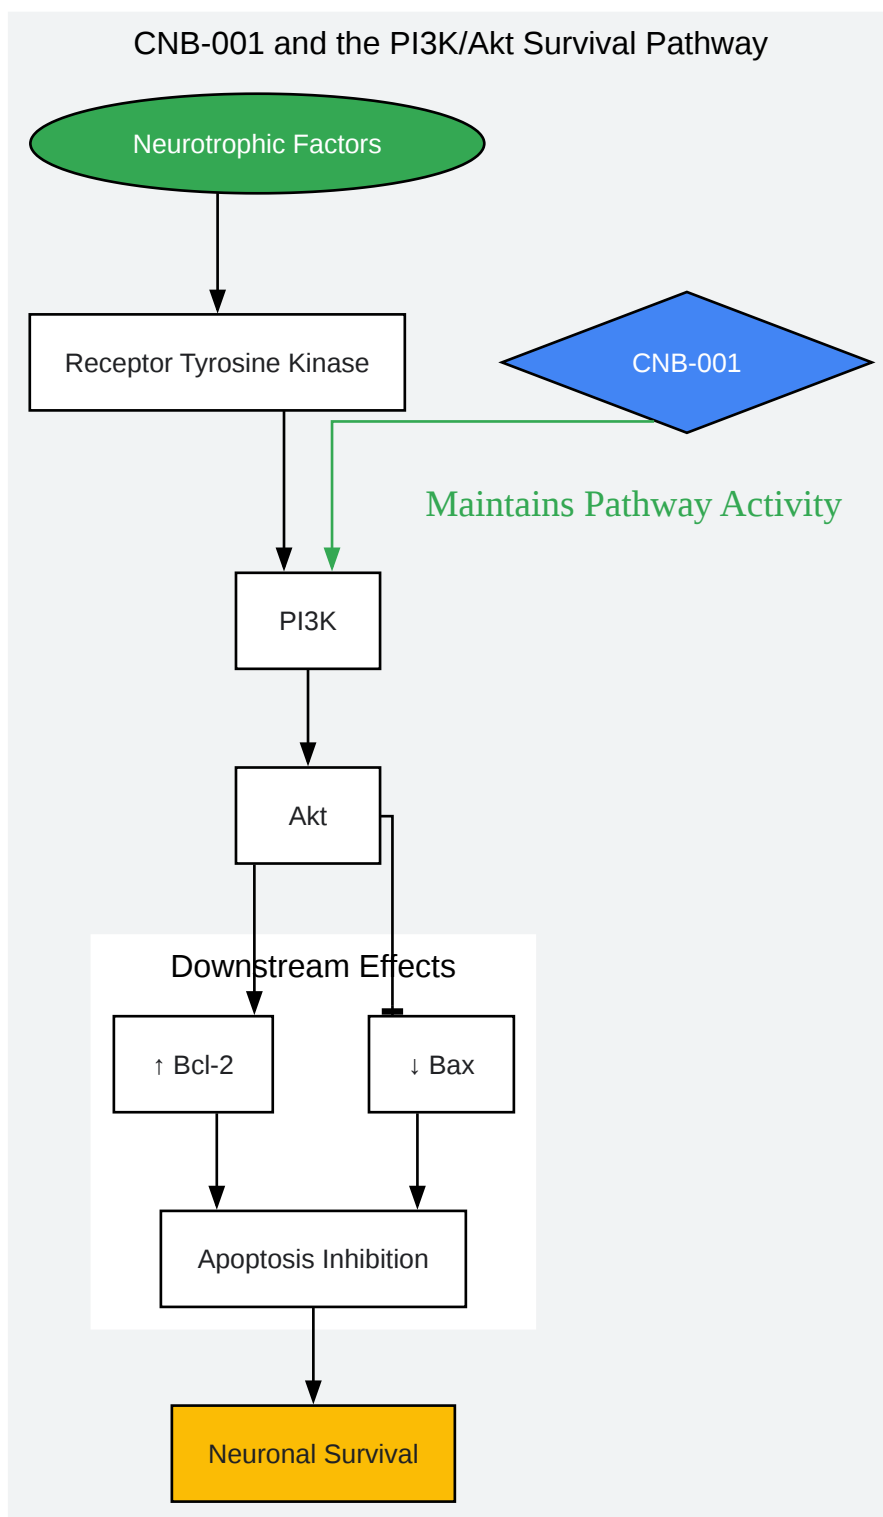 CNB-001 and the PI3K/Akt Survival Pathway
Neurotrophic Factors
Receptor Tyrosine Kinase
CNB-001
Maintains Pathway Activity
PI3K
Akt
Downstream Effects
↑ Bcl-2
↓ Bax
Apoptosis Inhibition
Neuronal Survival